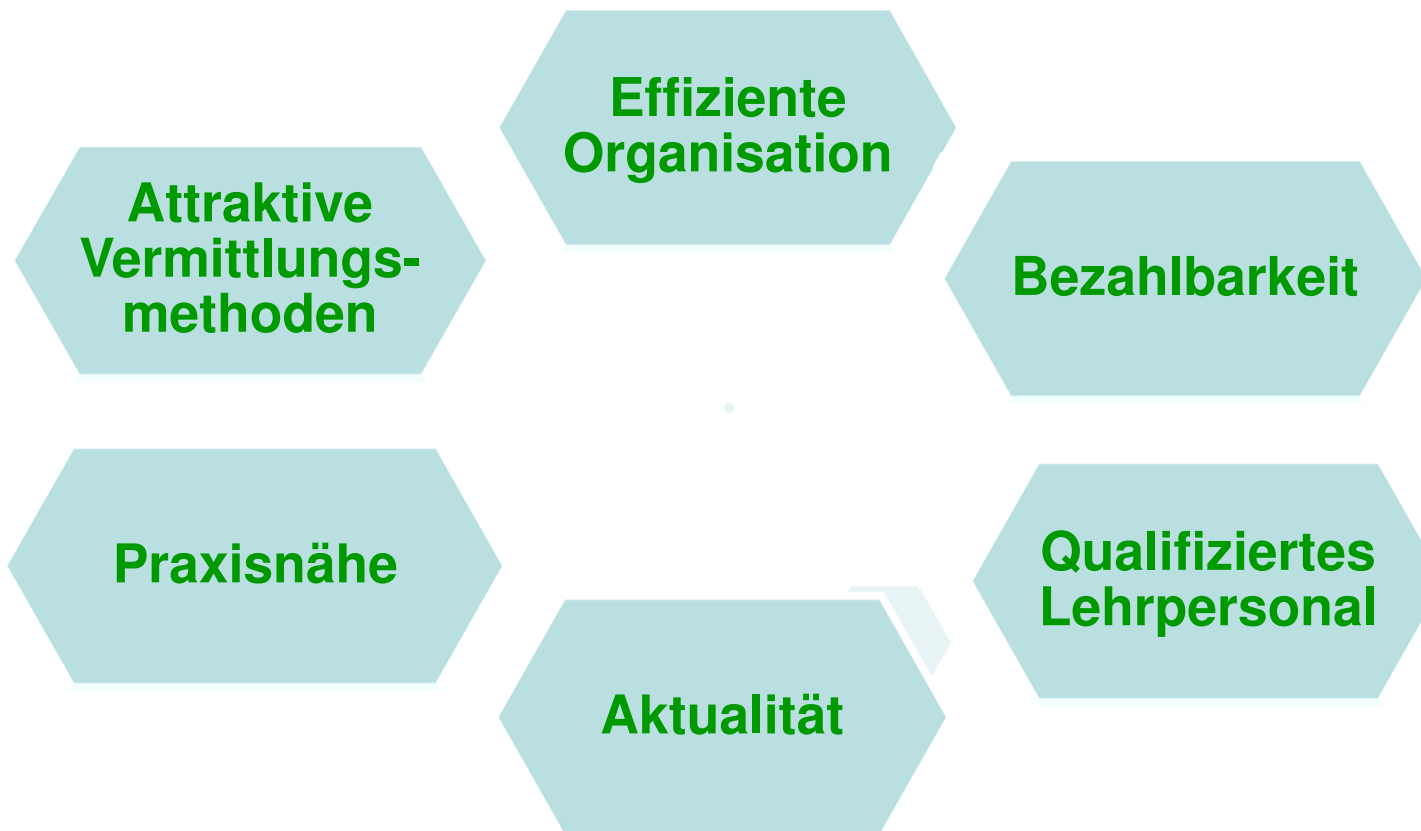 Effiziente
Organisation
Attraktive
Vermittlungs-
methoden
Bezahlbarkeit
Praxisnähe
Qualifiziertes
Lehrpersonal
Aktualität